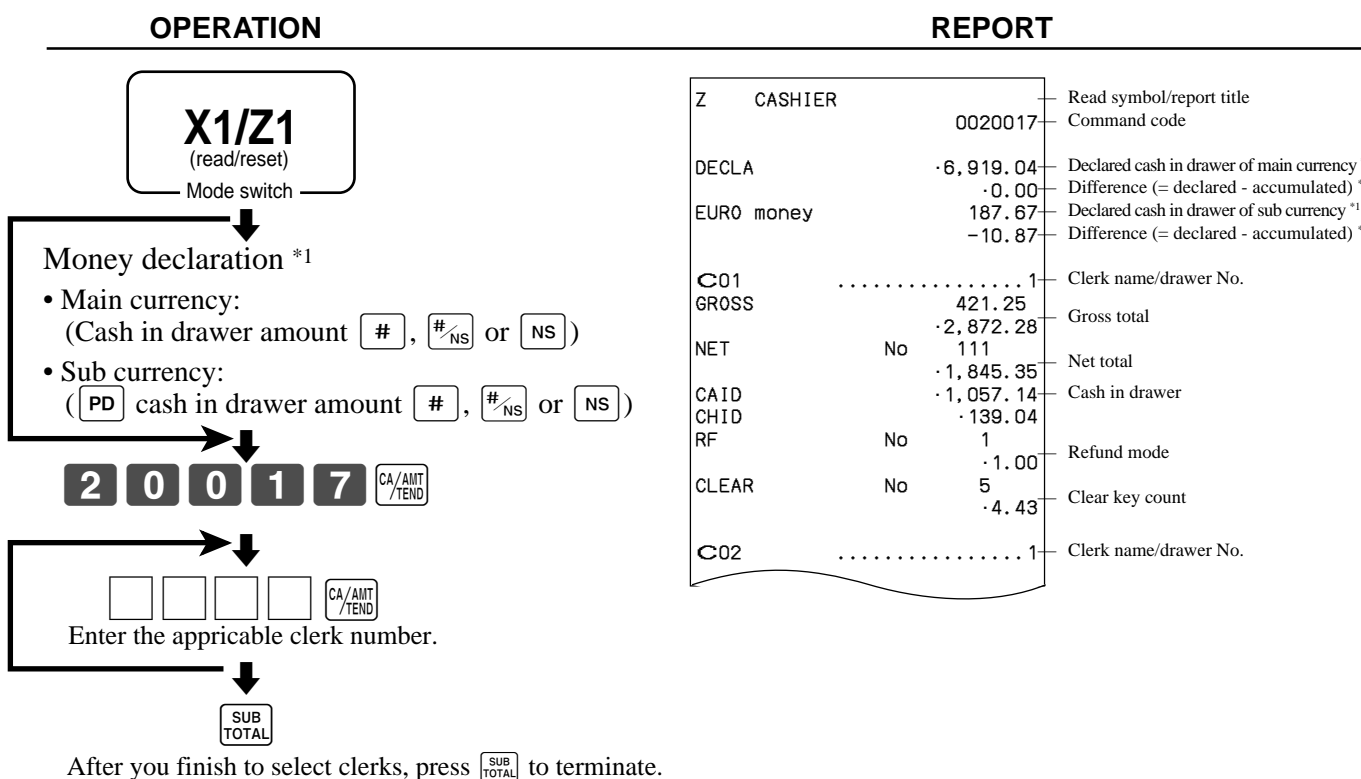 OPERATION
REPORT
X1/Z1
(read/reset)
Mode switch
Money declaration *1
• Main currency:
(Cash in drawer amount #, #/NS or NS)
• Sub currency:
(PD cash in drawer amount #, #/NS or NS)
2 0 0 1 7 CA/AMT /TEND
CA/AMT /TEND
Enter the appricable clerk number.
SUB
TOTAL
After you finish to select clerks, press SUB TOTAL to terminate.
Z CASHIER Read symbol/report title
0020017 Command code
DECLA ·6,919.04 Declared cash in drawer of main currency
·0.00 Difference (= declared - accumulated) *
EURO money 187.67 Declared cash in drawer of sub currency *1
-10.87 Difference (= declared - accumulated) *
C01 ................1 Clerk name/drawer No.
GROSS 421.25
Gross total
·2,872.28
NET No 111
Net total
·1,845.35
CAID ·1,057.14 Cash in drawer
CHID ·139.04
RF No 1
Refund mode
·1.00
CLEAR No 5
Clear key count
·4.43
C02 ................1 Clerk name/drawer No.